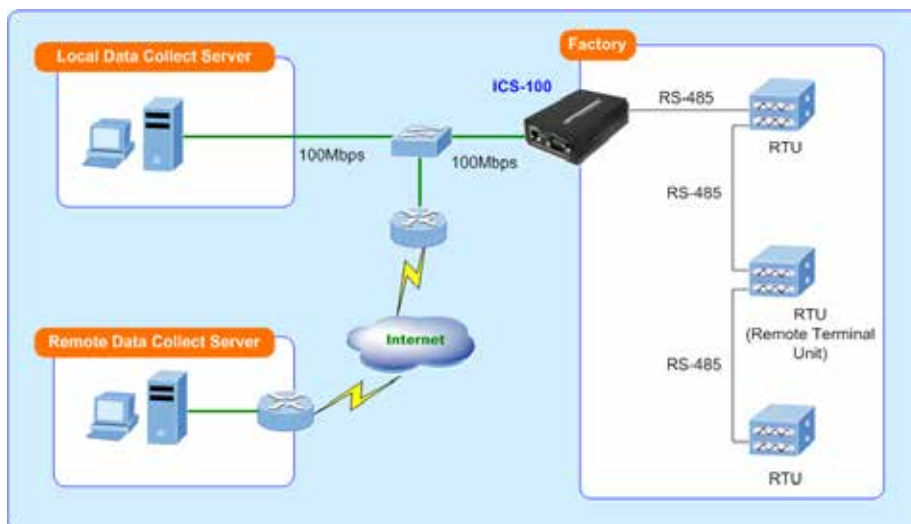 Local Data Collect Server
Factory
iCS-100
RS-485
100Mbps
100Mbps
RTU
RS-485
RTU
(Remote Terminal
Unit)
Remote Data Collect Server
Internet
RS-485
RTU